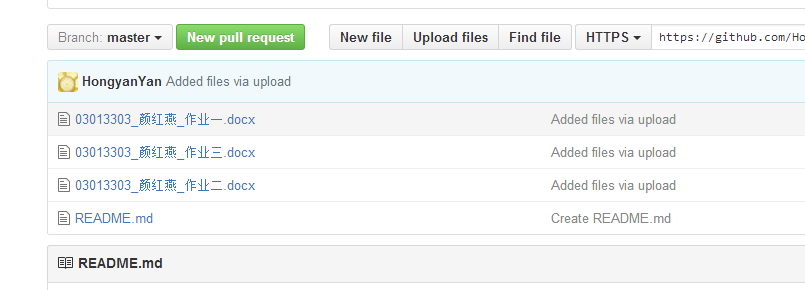 Branch: master New pull request New file Upload files Find file HTTPS https://github.com/Ho
HongyanYan Added files via upload
03013303_颜红燕_作业一.docx Added files via upload
03013303_颜红燕_作业三.docx Added files via upload
03013303_颜红燕_作业二.docx Added files via upload
README.md Create README.md
README.md